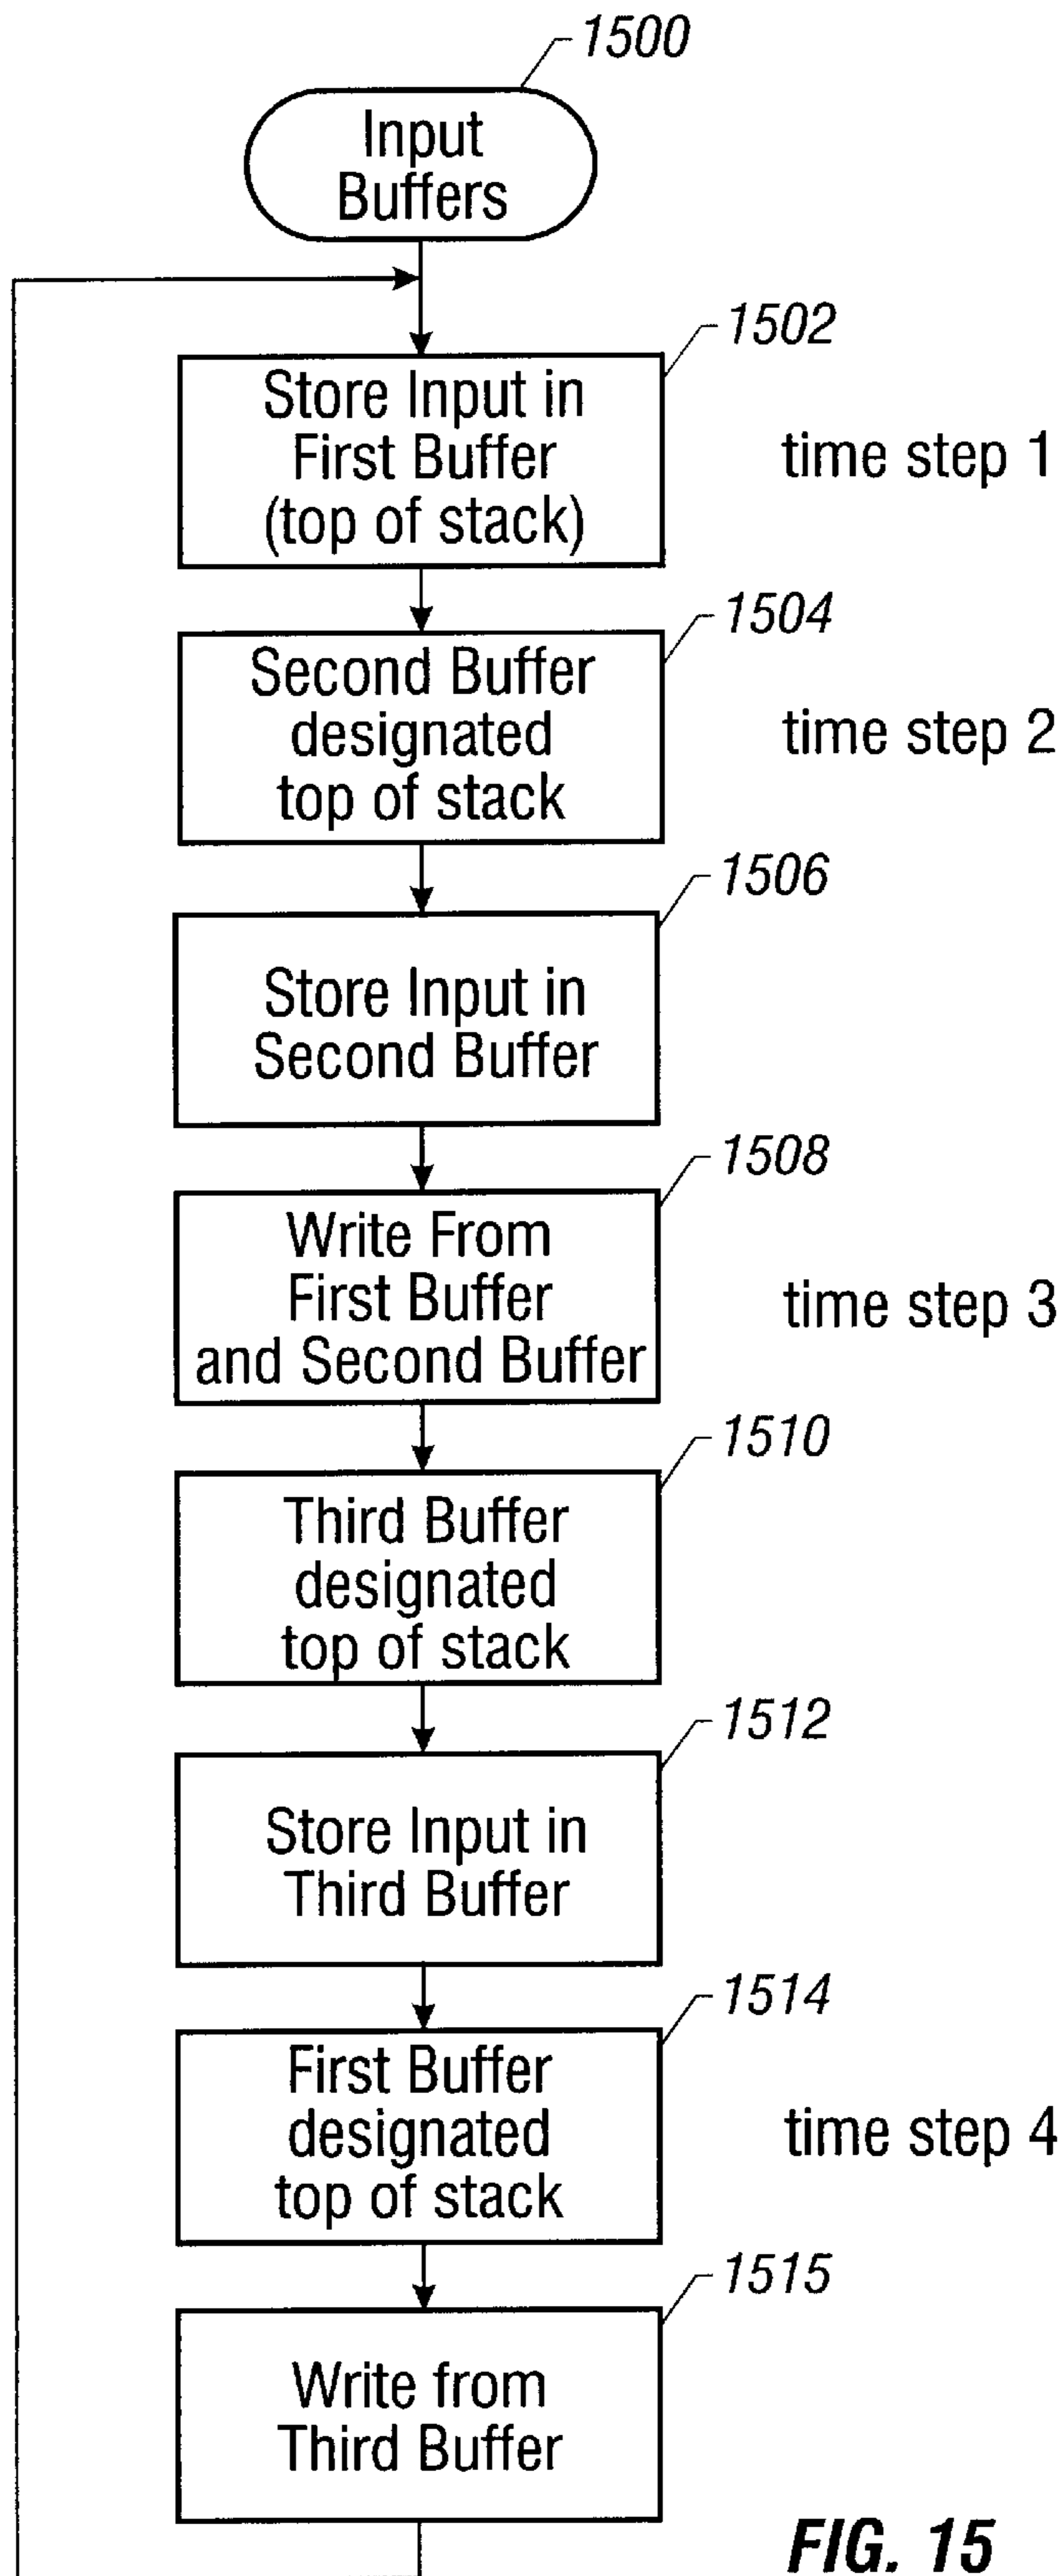 1500
Input
Buffers
1502
Store Input in
First Buffer
(top of stack)
time step 1
1504
Second Buffer
designated
top of stack
time step 2
1506
Store Input in
Second Buffer
1508
Write From
First Buffer
and Second Buffer
time step 3
1510
Third Buffer
designated
top of stack
1512
Store Input in
Third Buffer
1514
First Buffer
designated
top of stack
time step 4
1515
Write from
Third Buffer
FIG. 15